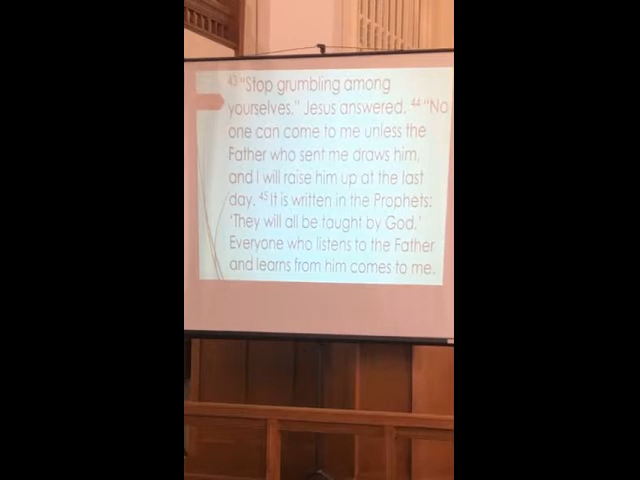 43 "Stop grumbling among
yourselves." Jesus answered. 44 "No
one can come to me unless the
Father who sent me draws him,
and I will raise him up at the last
day. 45 It is written in the Prophets:
'They will all be taught by God.'
Everyone who listens to the Father
and learns from him comes to me.